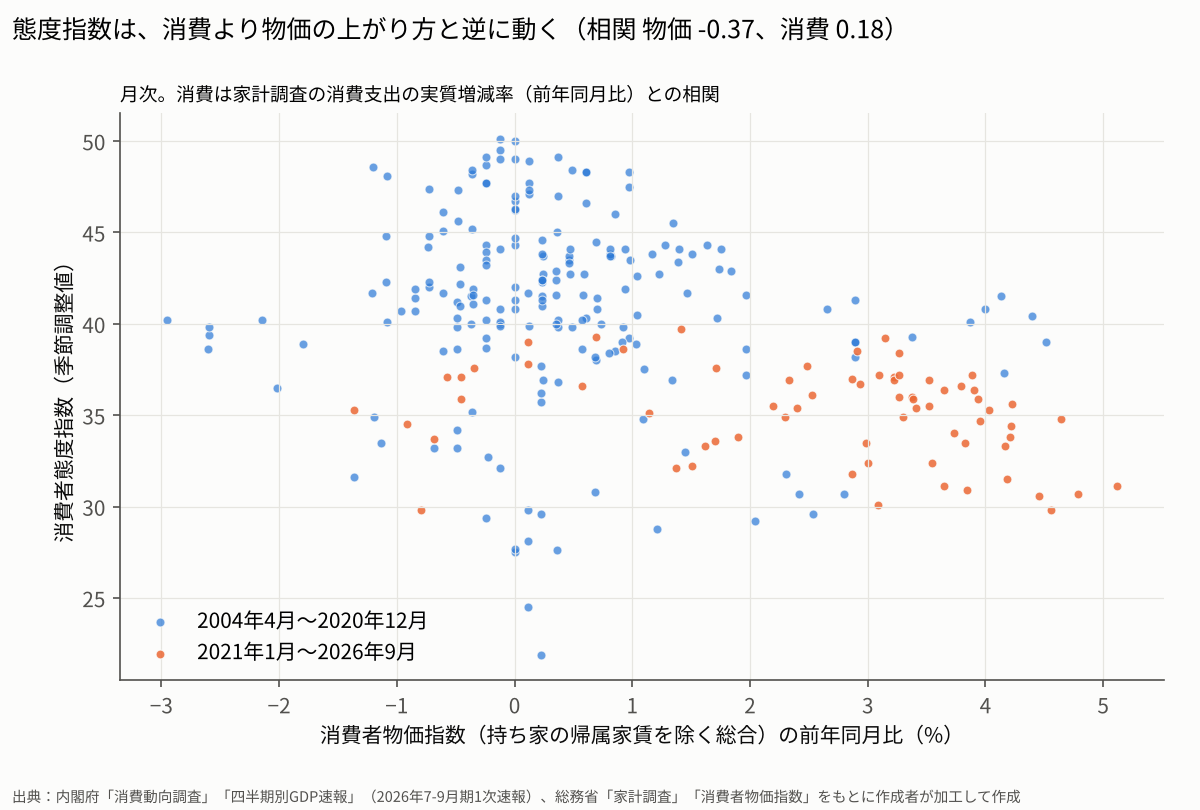 態度指数は、消費より物価の上がり方と逆に動く（相関 物価 -0.37、消費 0.18）
月次。消費は家計調査の消費支出の実質増減率（前年同月比）との相関
消費者態度指数（季節調整値）
50
45
40
35
30
25
2004年4月～2020年12月
2021年1月～2026年9月
−3 −2 −1 0 1 2 3 4 5
消費者物価指数（持ち家の帰属家賃を除く総合）の前年同月比（%）
出典：内閣府「消費動向調査」「四半期別GDP速報」（2026年7-9月期1次速報）、総務省「家計調査」「消費者物価指数」をもとに作成者が加工して作成